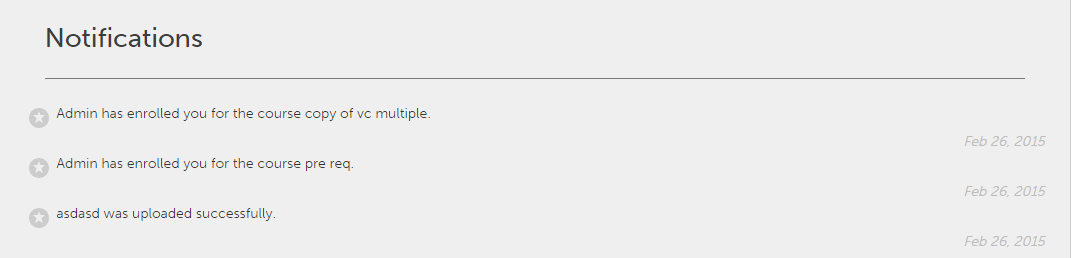 Notifications
Admin has enrolled you for the course copy of vc multiple.
Feb 26, 2015
Admin has enrolled you for the course pre req.
Feb 26, 2015
asdasd was uploaded successfully.
Feb 26, 2015